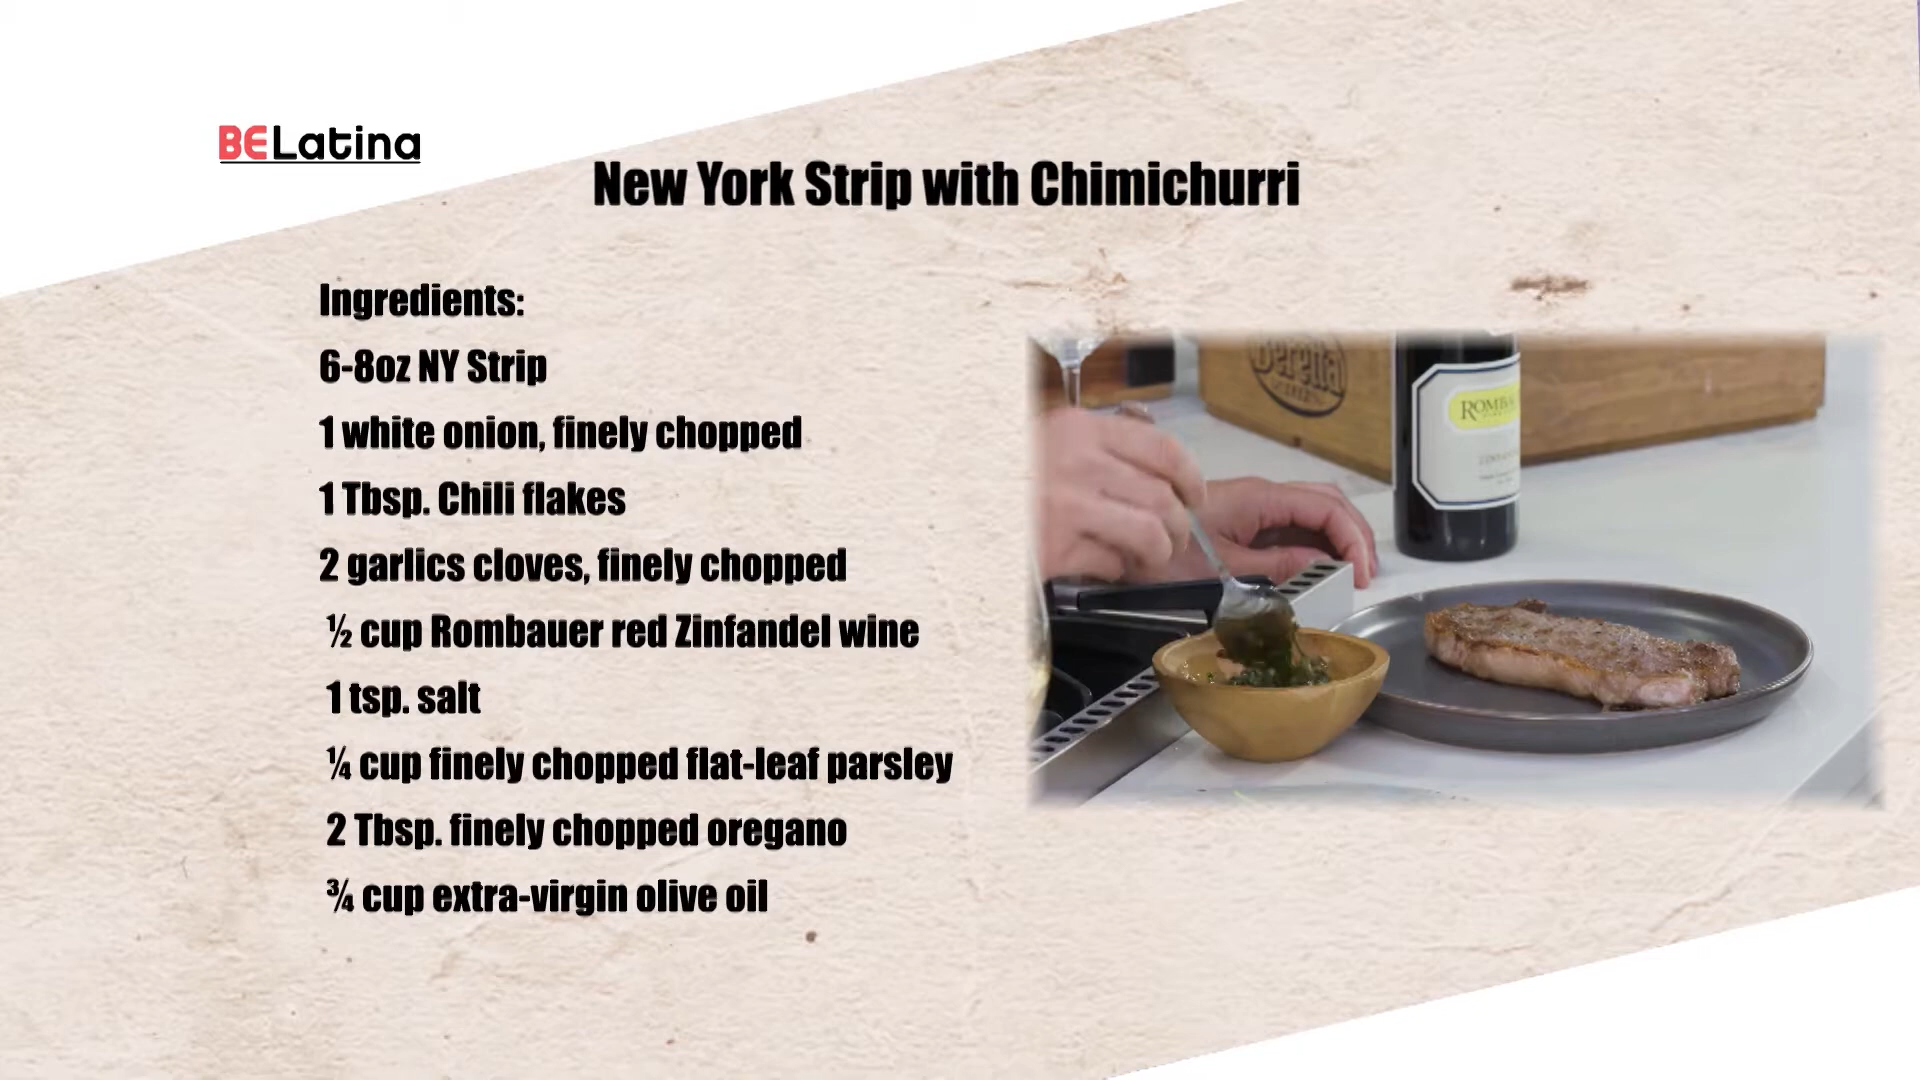 BELatina
New York Strip with Chimichurri
Ingredients:
6-8oz NY Strip
1 white onion, finely chopped
1 Tbsp. Chili flakes
2 garlics cloves, finely chopped
½ cup Rombauer red Zinfandel wine
1 tsp. salt
¼ cup finely chopped flat-leaf parsley
2 Tbsp. finely chopped oregano
¾ cup extra-virgin olive oil
Beretta
ROMBA